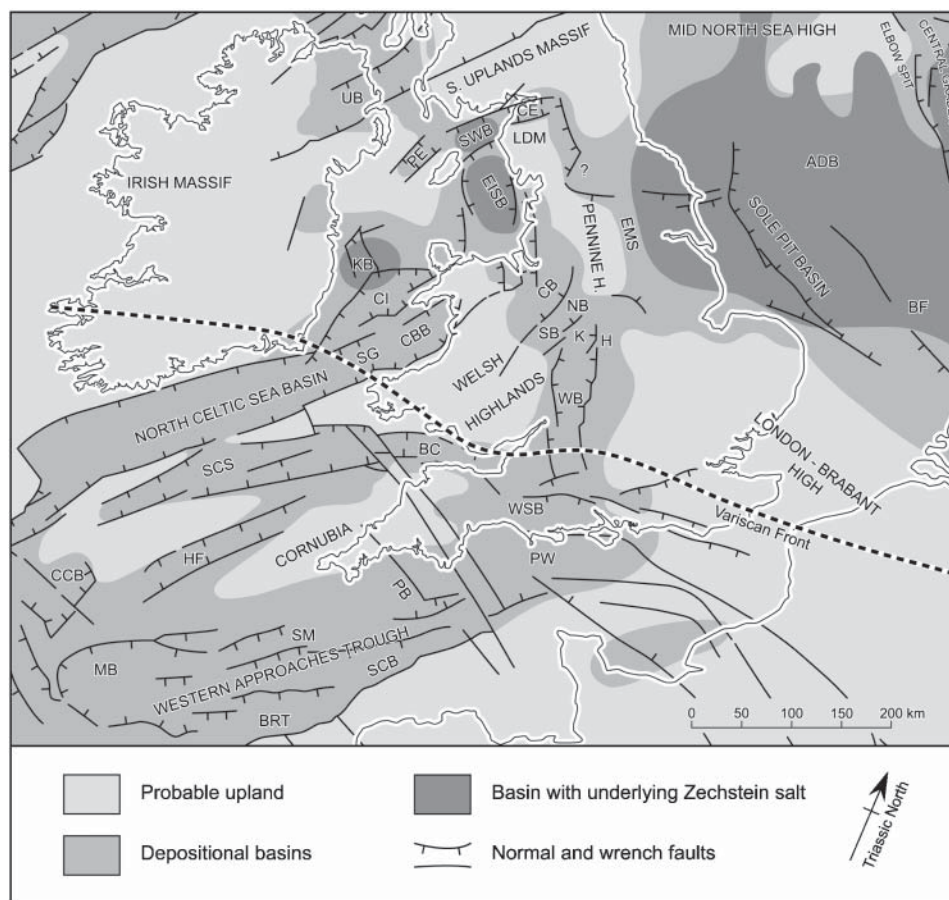 MID NORTH SEA HIGH
ELBOW SPIT
S. UPLANDS MASSIF
UB
CE
SWB
LDM
PE
?
ADB
IRISH MASSIF
EISB
PENNINE H.
EMS
SOLE PIT BASIN
KB
CI
CB
NB
BF
CBB
SB
K
H
SG
WELSH
HIGHLANDS
WB
NORTH CELTIC SEA BASIN
LONDON - BRABANT
HIGH
BC
SCS
WSB
Variscan Front
CORNUBIA
HF
PW
CCB
PB
SM
MB
WESTERN APPROACHES TROUGH
SCB
BRT
0 50 100 150 200 km
Probable upland
Basin with underlying Zechstein salt
Depositional basins
Normal and wrench faults
Triassic North